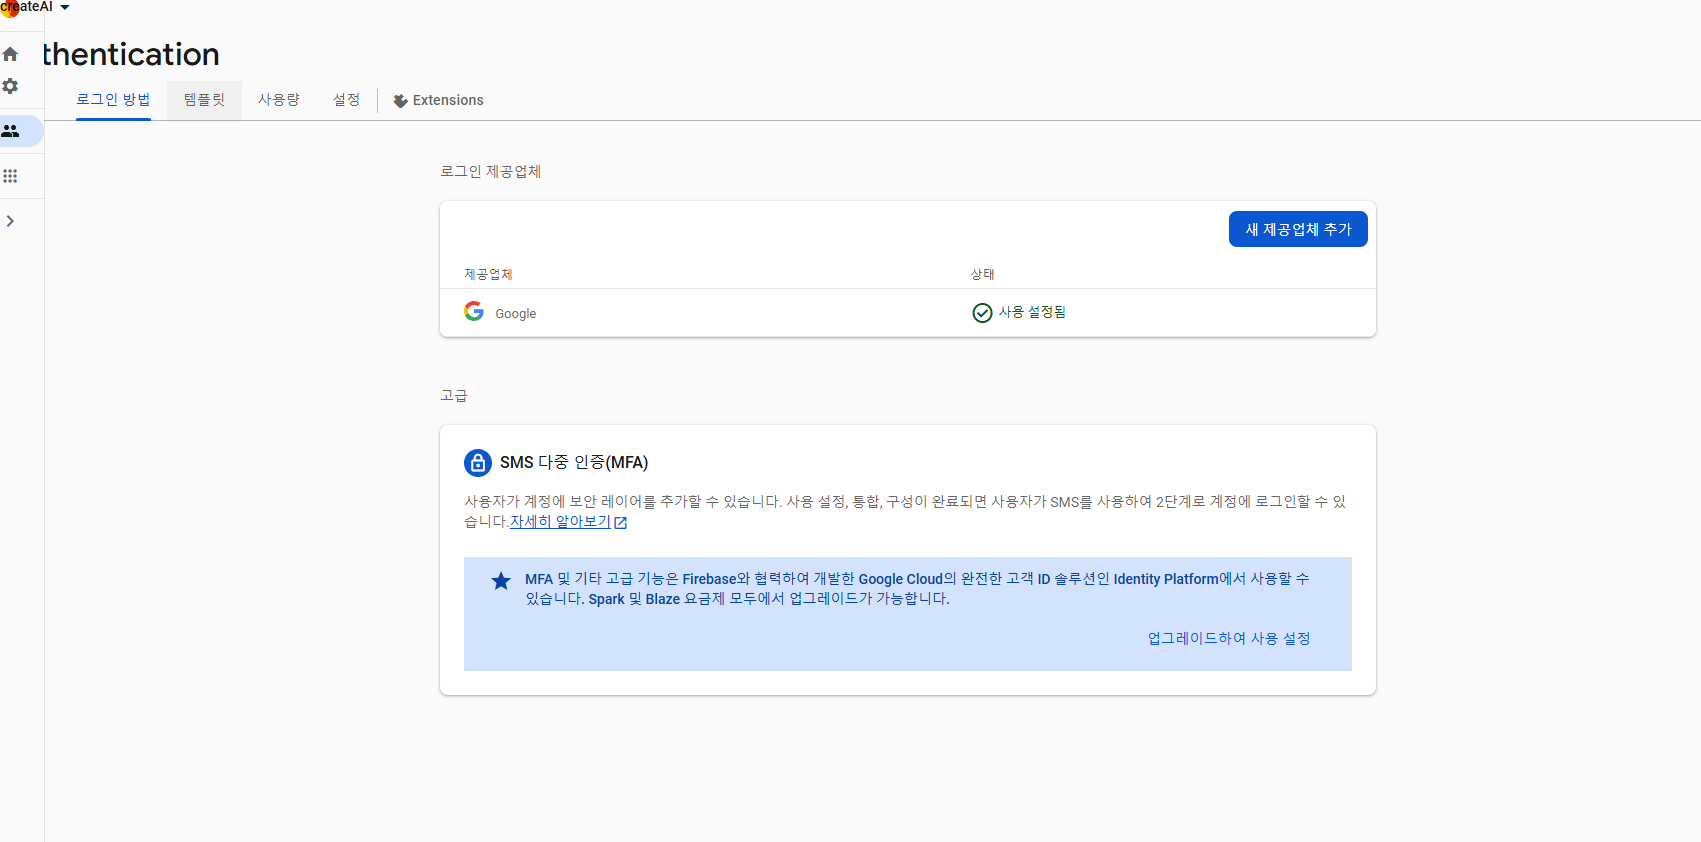 createAI
thentication
로그인 방법
템플릿
사용량
설정
Extensions
로그인 제공업체
새 제공업체 추가
제공업체
상태
Google
사용 설정됨
고급
SMS 다중 인증(MFA)
사용자가 계정에 보안 레이어를 추가할 수 있습니다. 사용 설정, 통합, 구성이 완료되면 사용자가 SMS를 사용하여 2단계로 계정에 로그인할 수 있
습니다.자세히 알아보기
MFA 및 기타 고급 기능은 Firebase와 협력하여 개발한 Google Cloud의 완전한 고객 ID 솔루션인 Identity Platform에서 사용할 수
있습니다. Spark 및 Blaze 요금제 모두에서 업그레이드가 가능합니다.
업그레이드하여 사용 설정